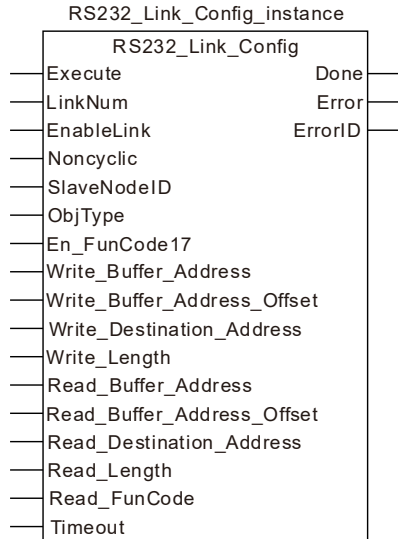 RS232_Link_Config_instance
RS232_Link_Config
Execute Done
LinkNum Error
EnableLink ErrorID
Noncyclic
SlaveNodeID
ObjType
En_FunCode17
Write_Buffer_Address
Write_Buffer_Address_Offset
Write_Destination_Address
Write_Length
Read_Buffer_Address
Read_Buffer_Address_Offset
Read_Destination_Address
Read_Length
Read_FunCode
Timeout